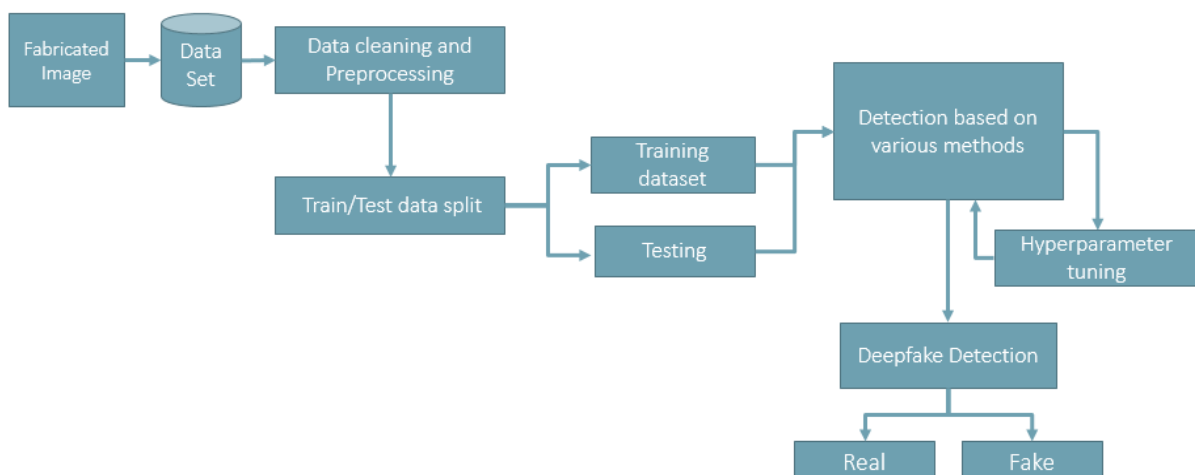 Fabricated
Image
Data
Set
Data cleaning and
Preprocessing
Train/Test data split
Training
dataset
Testing
Detection based on
various methods
Hyperparameter
tuning
Deepfake Detection
Real
Fake